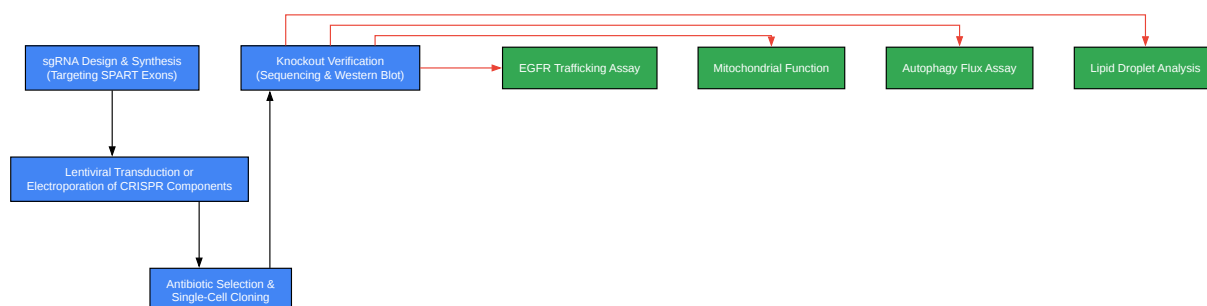 sgRNA Design & Synthesis
(Targeting SPART Exons)
Knockout Verification
(Sequencing & Western Blot)
EGFR Trafficking Assay
Mitochondrial Function
Autophagy Flux Assay
Lipid Droplet Analysis
Lentiviral Transduction or
Electroporation of CRISPR Components
Antibiotic Selection &
Single-Cell Cloning